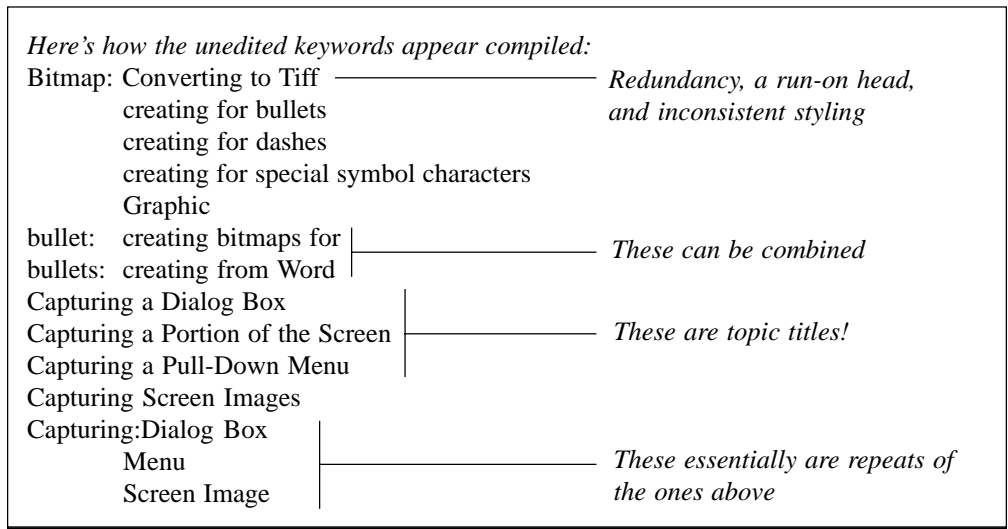 Here's how the unedited keywords appear compiled:
Bitmap: Converting to Tiff
Redundancy, a run-on head,
and inconsistent styling
creating for bullets
creating for dashes
creating for special symbol characters
Graphic
bullet: creating bitmaps for
bullets: creating from Word
These can be combined
Capturing a Dialog Box
Capturing a Portion of the Screen
Capturing a Pull-Down Menu
These are topic titles!
Capturing Screen Images
Capturing:Dialog Box
Menu
Screen Image
These essentially are repeats of
the ones above